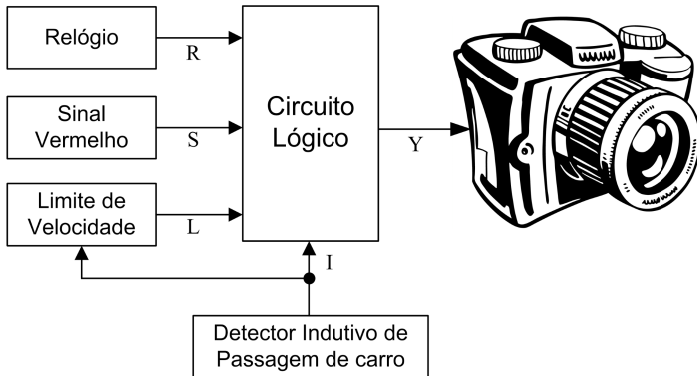 Relógio
R
Sinal
Vermelho
S
Limite de
Velocidade
L
Circuito
Lógico
Y
I
Detector Indutivo de
Passagem de carro